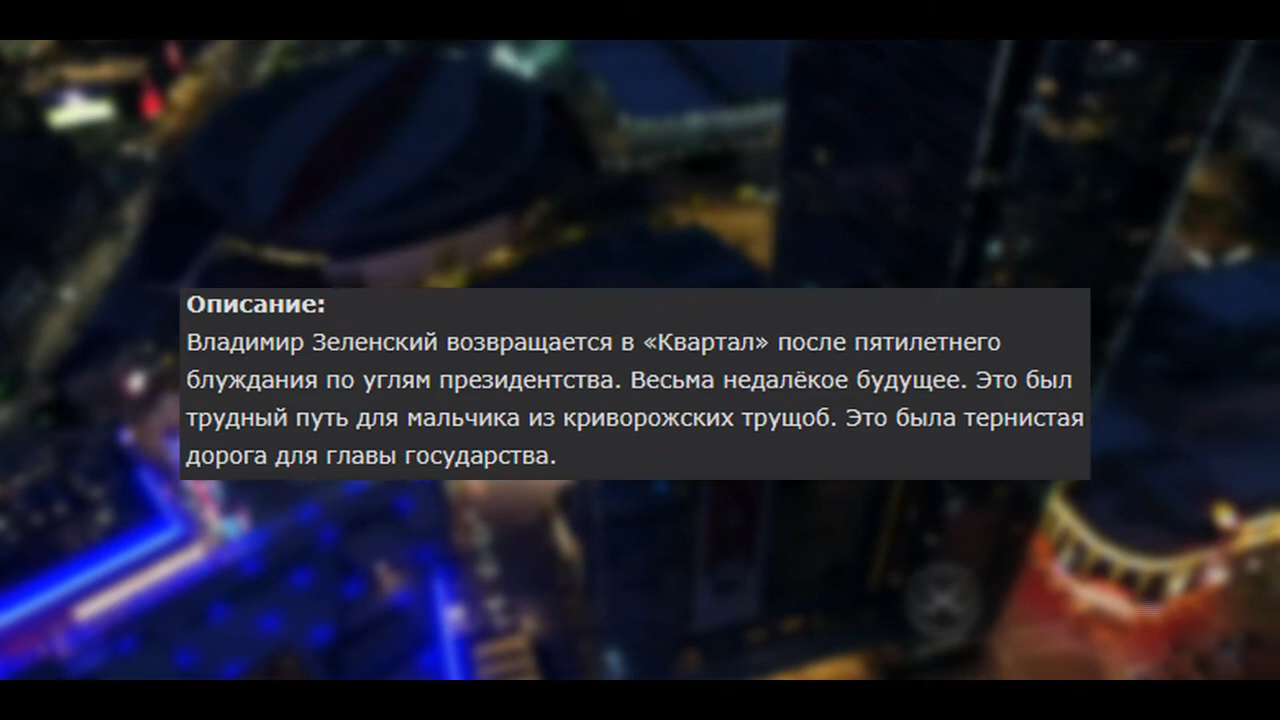 Описание:
Владимир Зеленский возвращается в «Квартал» после пятилетнего
блуждания по углям президентства. Весьма недалёкое будущее. Это был
трудный путь для мальчика из криворожских трущоб. Это была тернистая
дорога для главы государства.